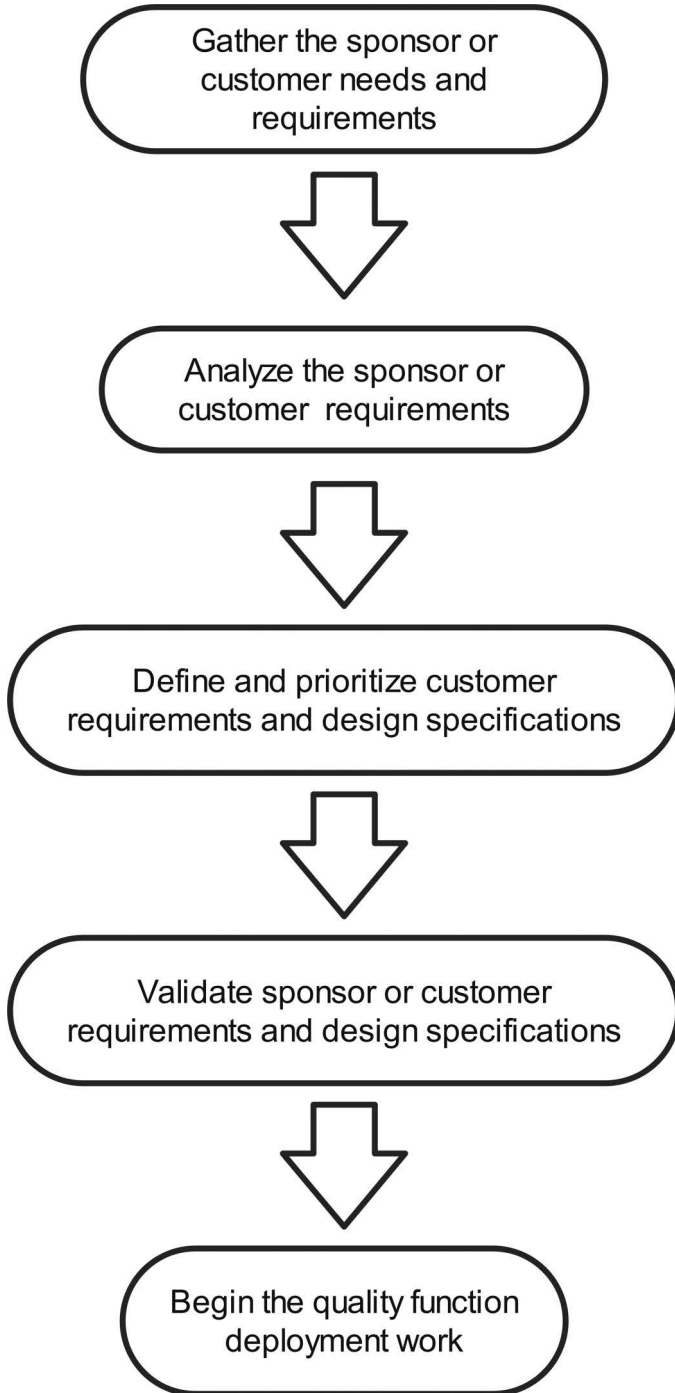 Gather the sponsor or
customer needs and
requirements
Analyze the sponsor or
customer requirements
Define and prioritize customer
requirements and design specifications
Validate sponsor or customer
requirements and design specifications
Begin the quality function
deployment work